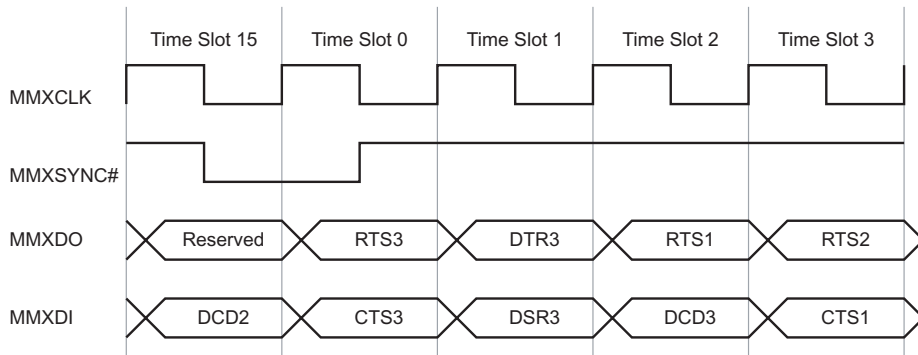 Time Slot 15 Time Slot 0 Time Slot 1 Time Slot 2 Time Slot 3
MMXCLK
MMXSYNC#
MMXDO Reserved RTS3 DTR3 RTS1 RTS2
MMXDI DCD2 CTS3 DSR3 DCD3 CTS1